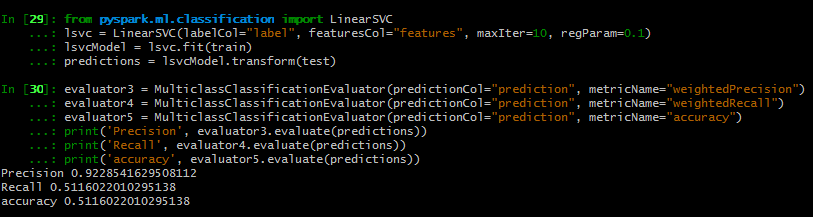 In [29]: from pyspark.ml.classification import LinearSVC
...: lsvc = LinearSVC(labelCol="label", featuresCol="features", maxIter=10, regParam=0.1)
...: lsvcModel = lsvc.fit(train)
...: predictions = lsvcModel.transform(test)
In [30]: evaluator3 = MulticlassClassificationEvaluator(predictionCol="prediction", metricName="weightedPrecision")
...: evaluator4 = MulticlassClassificationEvaluator(predictionCol="prediction", metricName="weightedRecall")
...: evaluator5 = MulticlassClassificationEvaluator(predictionCol="prediction", metricName="accuracy")
...: print('Precision', evaluator3.evaluate(predictions))
...: print('Recall', evaluator4.evaluate(predictions))
...: print('accuracy', evaluator5.evaluate(predictions))
Precision 0.9228541629508112
Recall 0.5116022010295138
accuracy 0.5116022010295138